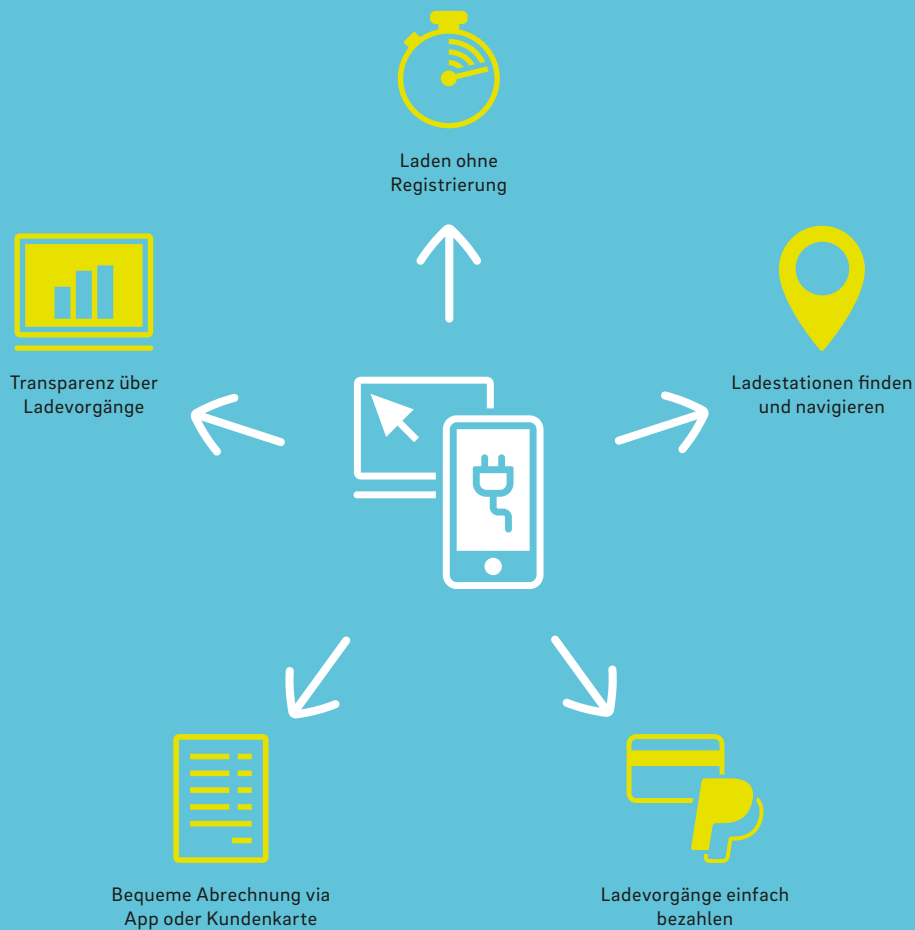 Laden ohne
Registrierung
Transparenz über
Ladevorgänge
Ladestationen finden
und navigieren
Bequeme Abrechnung via
App oder Kundenkarte
Ladevorgänge einfach
bezahlen